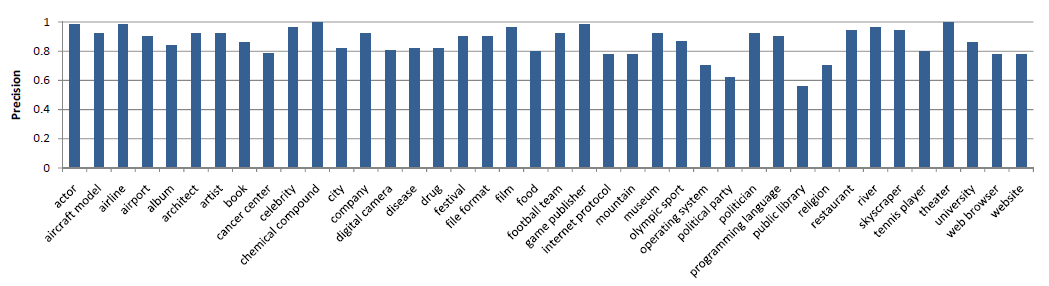 Precision
1
0.8
0.6
0.4
0.2
0
actor
aircraft model
airline
airport
album
architect
artist
book
cancer center
celebrity
chemical compound
city
company
digital camera
disease
drug
festival
file format
film
food
football team
game publisher
internet protocol
mountain
museum
olympic sport
operating system
political party
politician
programming language
public library
religion
restaurant
river
skyscraper
tennis player
theater
university
web browser
website